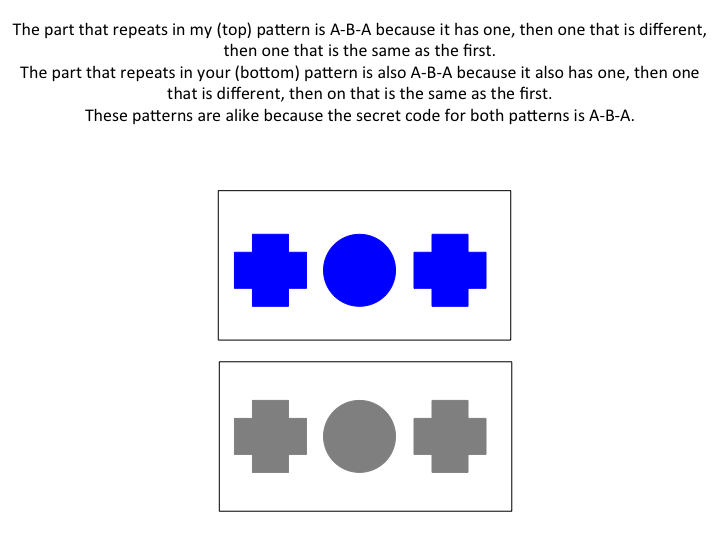 The part that repeats in my (top) pattern is A-B-A because it has one, then one that is different,
then one that is the same as the first.
The part that repeats in your (bottom) pattern is also A-B-A because it also has one, then one
that is different, then on that is the same as the first.
These patterns are alike because the secret code for both patterns is A-B-A.